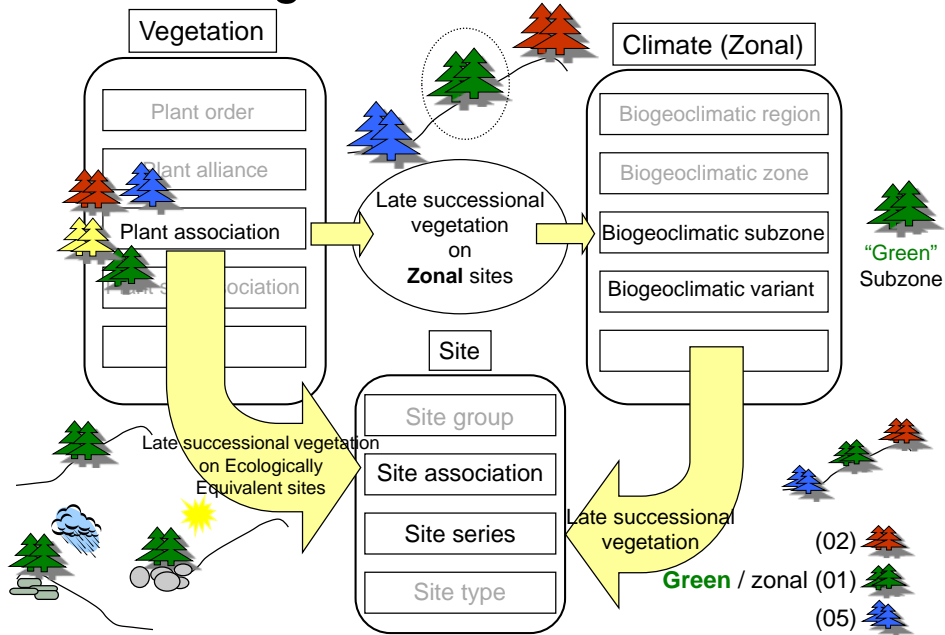 Vegetation
Climate (Zonal)
Plant order
Plant alliance
Plant association
Late successional
vegetation
on
Zonal sites
Biogeoclimatic region
Biogeoclimatic zone
Biogeoclimatic subzone
Biogeoclimatic variant
"Green"
Subzone
Site
Site group
Site association
Site series
Site type
Late successional vegetation
on Ecologically
Equivalent sites
Late successional
vegetation
(02)
Green / zonal (01)
(05)